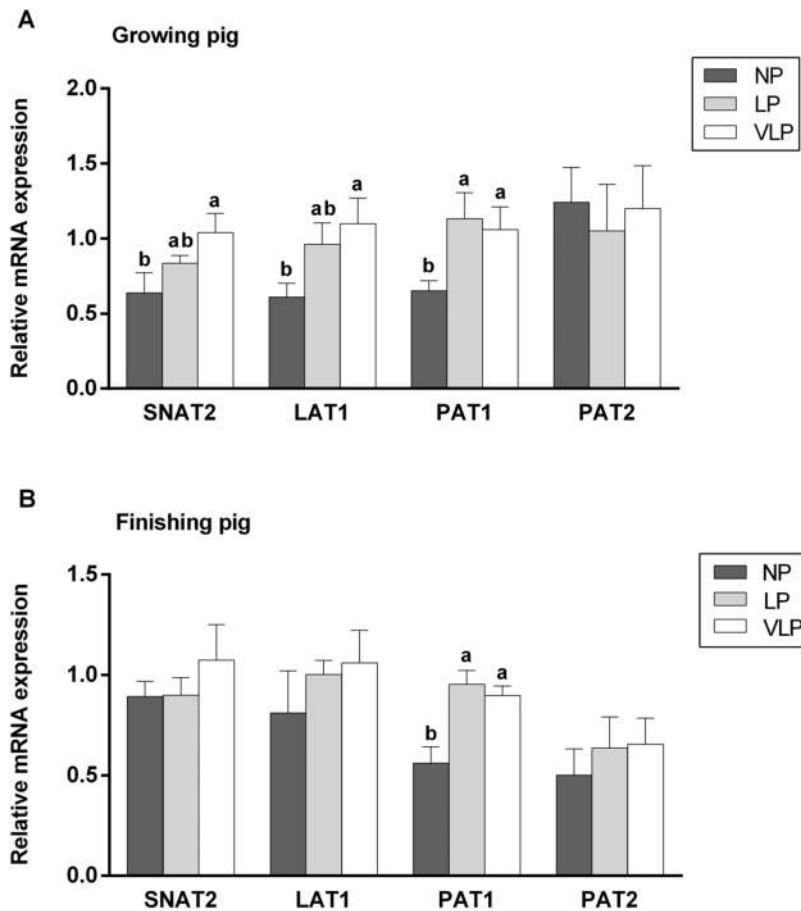 A
Growing pig
NP
LP
VLP
Relative mRNA expression
2.0
1.5
1.0
0.5
0.0
b ab a
b ab a
b a a
SNAT2 LAT1 PAT1 PAT2
B
Finishing pig
NP
LP
VLP
Relative mRNA expression
1.5
1.0
0.5
0.0
b a a
SNAT2 LAT1 PAT1 PAT2